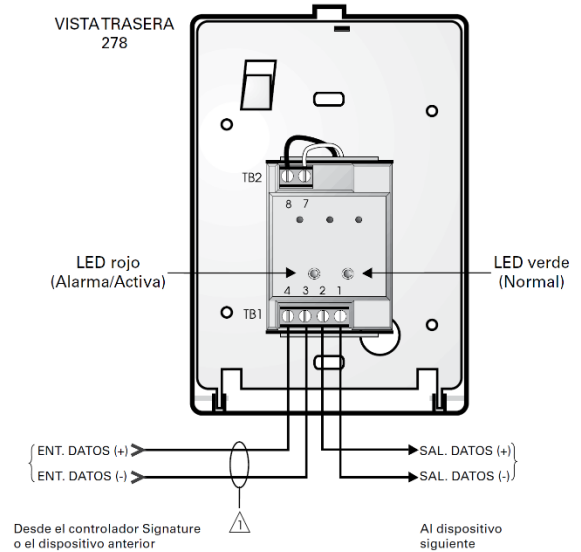 VISTA TRASERA
278
TB2
8 7
LED rojo
(Alarma/Activa)
LED verde
(Normal)
4 3 2 1
TB1
ENT. DATOS (+)
SAL. DATOS (+)
ENT. DATOS (-)
SAL. DATOS (-)
1
Desde el controlador Signature
o el dispositivo anterior
Al dispositivo
siguiente